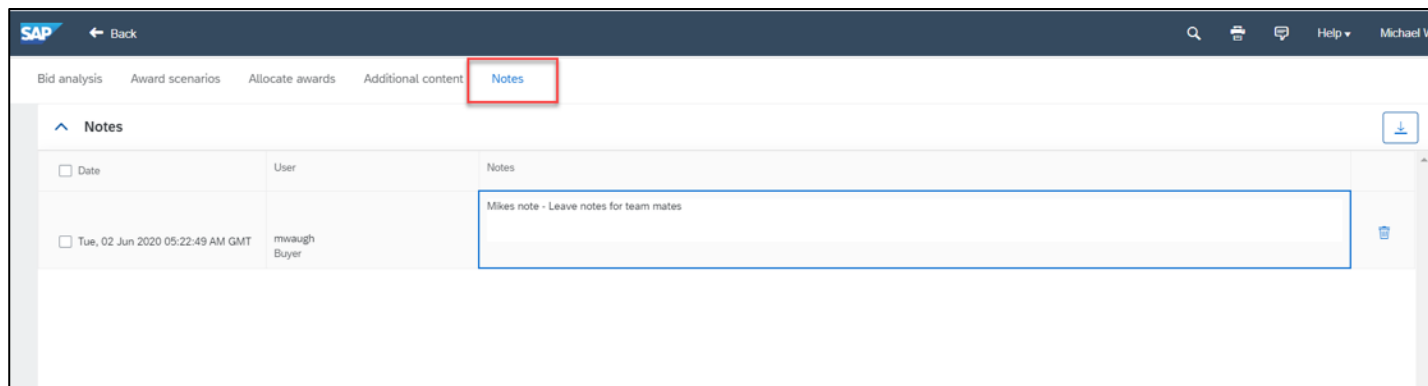 SAP Back Help Michael W
Bid analysis Award scenarios Allocate awards Additional content Notes
Notes
Date User Notes
Mikes note - Leave notes for team mates
Tue, 02 Jun 2020 05:22:49 AM GMT mwaugh
Buyer